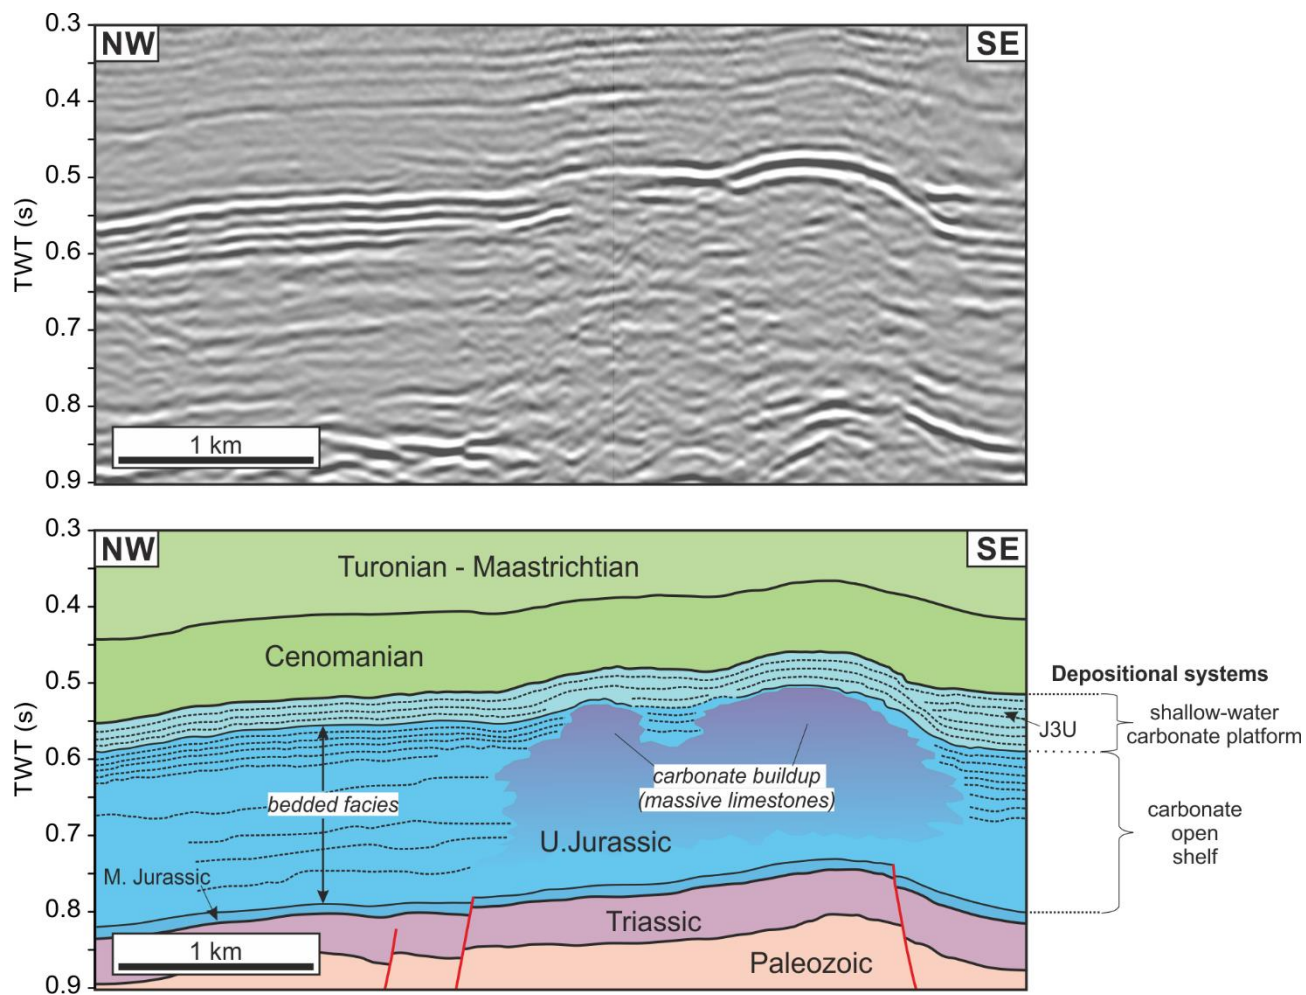 0.3
NW
SE
0.4
0.5
TWT (s)
0.6
0.7
0.8
1 km
0.9
0.3
NW
SE
Turonian - Maastrichtian
0.4
Cenomanian
0.5
Depositional systems
TWT (s)
J3U
shallow-water
carbonate platform
0.6
carbonate buildup
(massive limestones)
bedded facies
0.7
U.Jurassic
carbonate
open
shelf
M. Jurassic
0.8
Triassic
1 km
Paleozoic
0.9